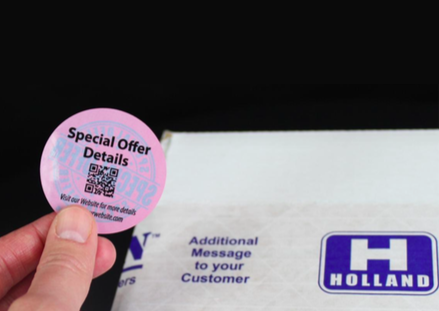 Special Offer
Details
Visit our Website for more details
Additional
Message
to your
Customer
H
HOLLAND